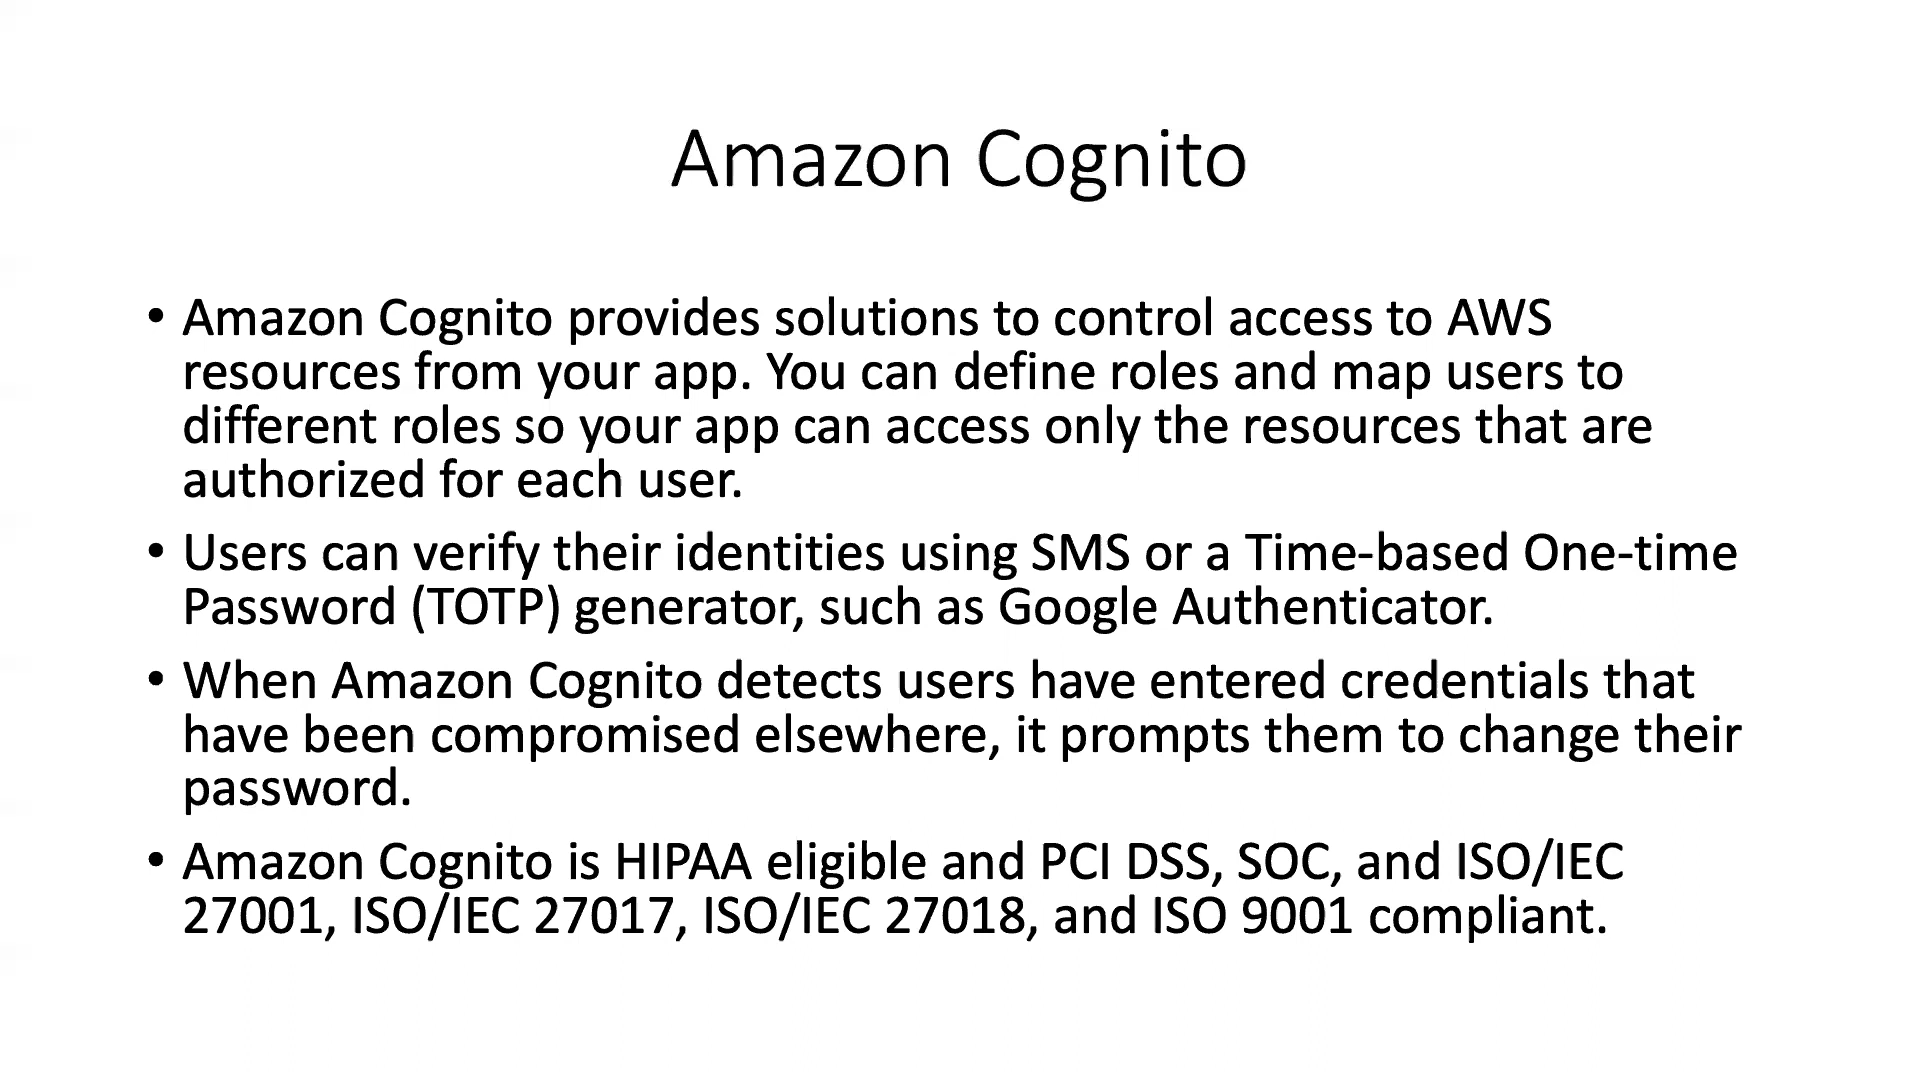 Amazon Cognito
• Amazon Cognito provides solutions to control access to AWS
resources from your app. You can define roles and map users to
different roles so your app can access only the resources that are
authorized for each user.
• Users can verify their identities using SMS or a Time-based One-time
Password (TOTP) generator, such as Google Authenticator.
• When Amazon Cognito detects users have entered credentials that
have been compromised elsewhere, it prompts them to change their
password.
• Amazon Cognito is HIPAA eligible and PCI DSS, SOC, and ISO/IEC
27001, ISO/IEC 27017, ISO/IEC 27018, and ISO 9001 compliant.